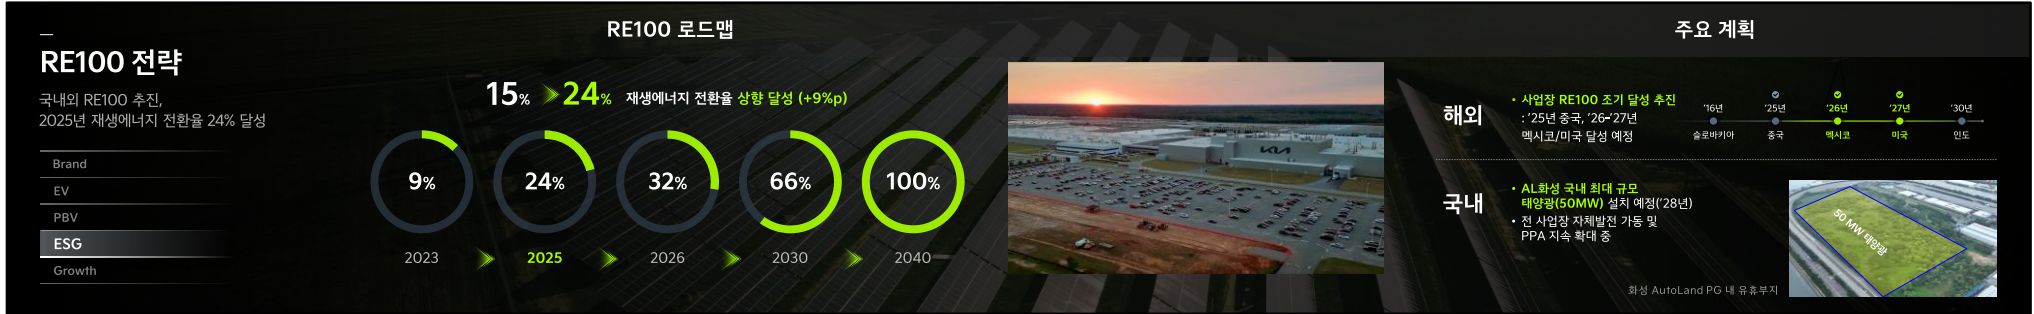 RE100 전략
국내외 RE100 추진,
2025년 재생에너지 전환율 24% 달성
Brand
EV
PBV
ESG
Growth
RE100 로드맵
15% 24% 재생에너지 전환율 상향 달성 (+9%p)
9% 24% 32% 66% 100%
2023 2025 2026 2030 2040
KIA
주요 계획
해외
• 사업장 RE100 조기 달성 추진
: ’25년 중국, ’26~’27년
멕시코/미국 달성 예정
’16년 ’25년 ’26년 ’27년 ’30년
슬로바키아 중국 멕시코 미국 인도
국내
• AL화성 국내 최대 규모
태양광(50MW) 설치 예정(’28년)
• 전 사업장 자체발전 가동 및
PPA 지속 확대 중
50 MW 태양광
화성 AutoLand PG 내 유휴부지